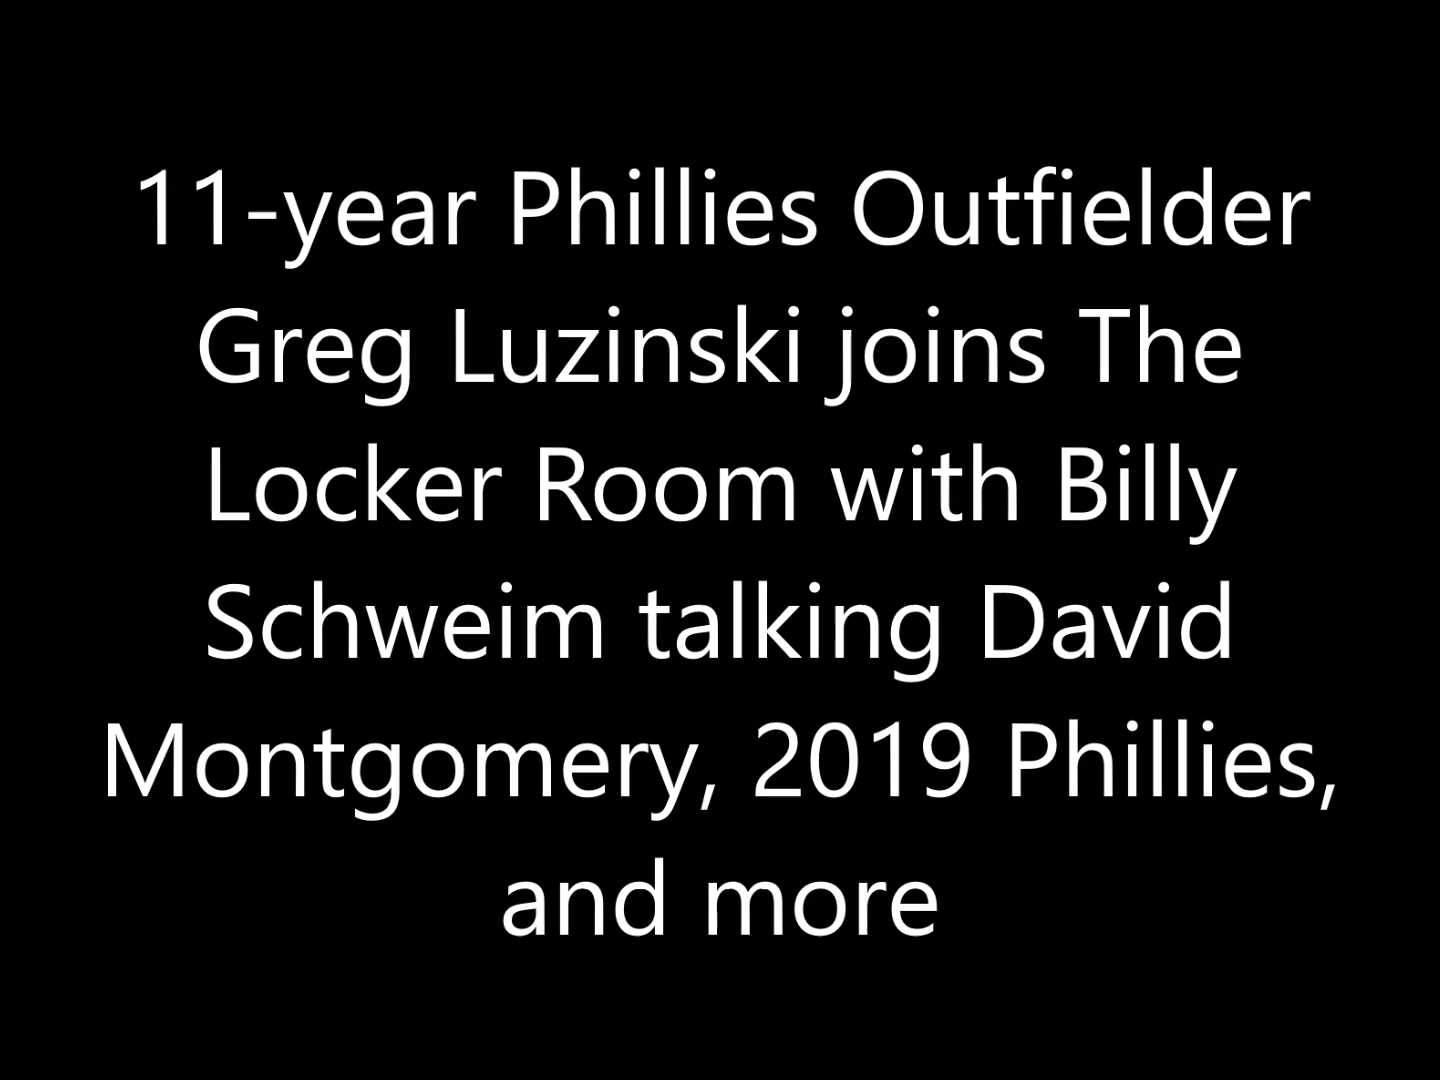 11-year Phillies Outfielder
Greg Luzinski joins The
Locker Room with Billy
Schweim talking David
Montgomery, 2019 Phillies,
and more